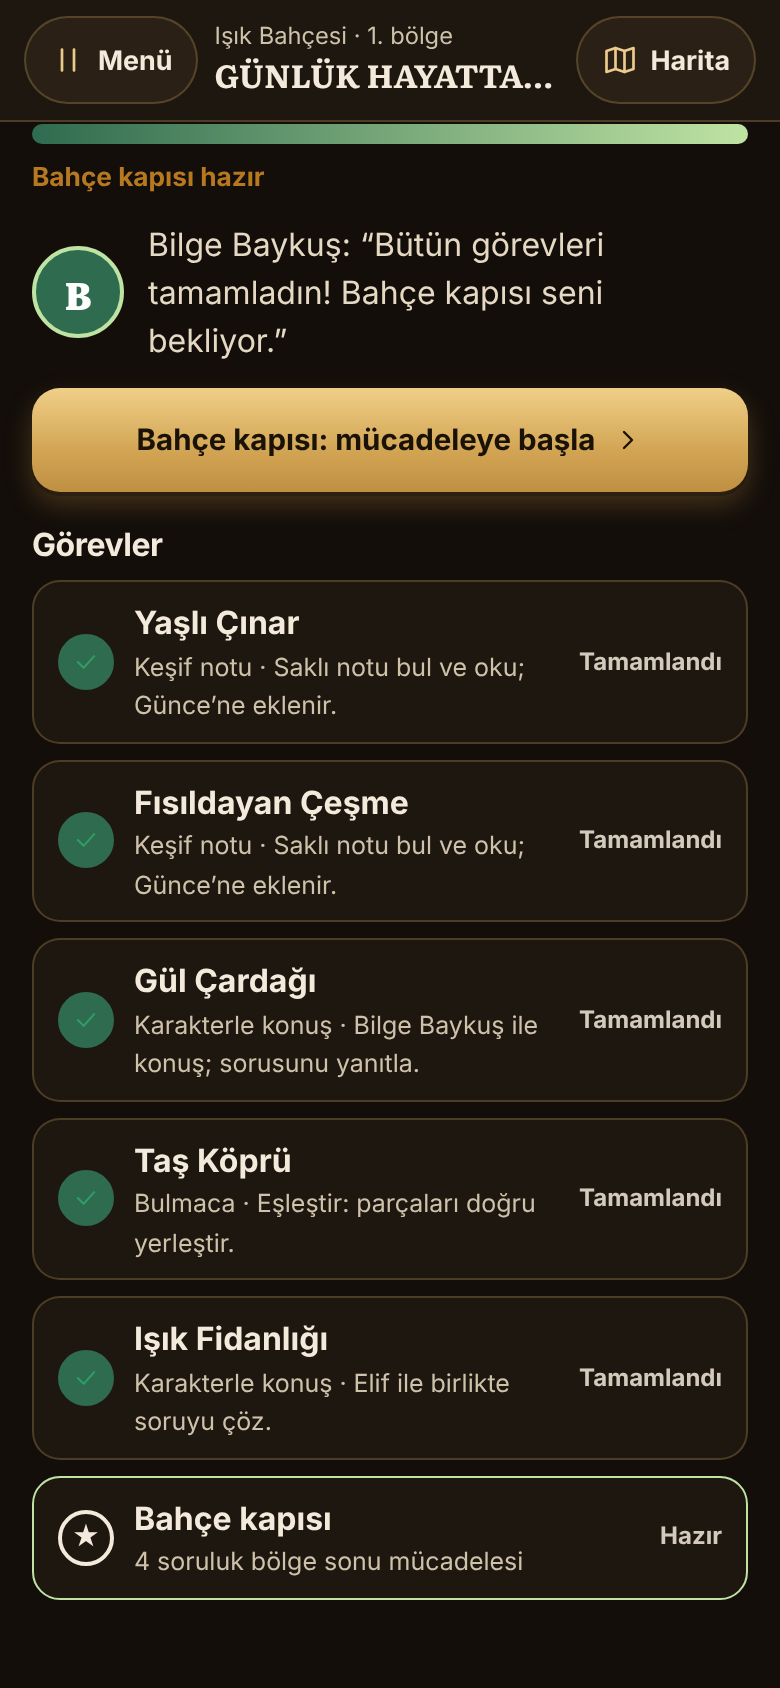 Menü
Işık Bahçesi · 1. bölge
GÜNLÜK HAYATTA...
Harita
Bahçe kapısı hazır
B
Bilge Baykuş: “Bütün görevleri
tamamladın! Bahçe kapısı seni
bekliyor.”
Bahçe kapısı: mücadeleye başla
Görevler
Yaşlı Çınar
Keşif notu · Saklı notu bul ve oku;
Günce’ne eklenir.
Tamamlandı
Fısıldayan Çeşme
Keşif notu · Saklı notu bul ve oku;
Günce’ne eklenir.
Tamamlandı
Gül Çardağı
Karakterle konuş · Bilge Baykuş ile
konuş; sorusunu yanıtla.
Tamamlandı
Taş Köprü
Bulmaca · Eşleştir: parçaları doğru
yerleştir.
Tamamlandı
Işık Fidanlığı
Karakterle konuş · Elif ile birlikte
soruyu çöz.
Tamamlandı
Bahçe kapısı
4 soruluk bölge sonu mücadelesi
Hazır